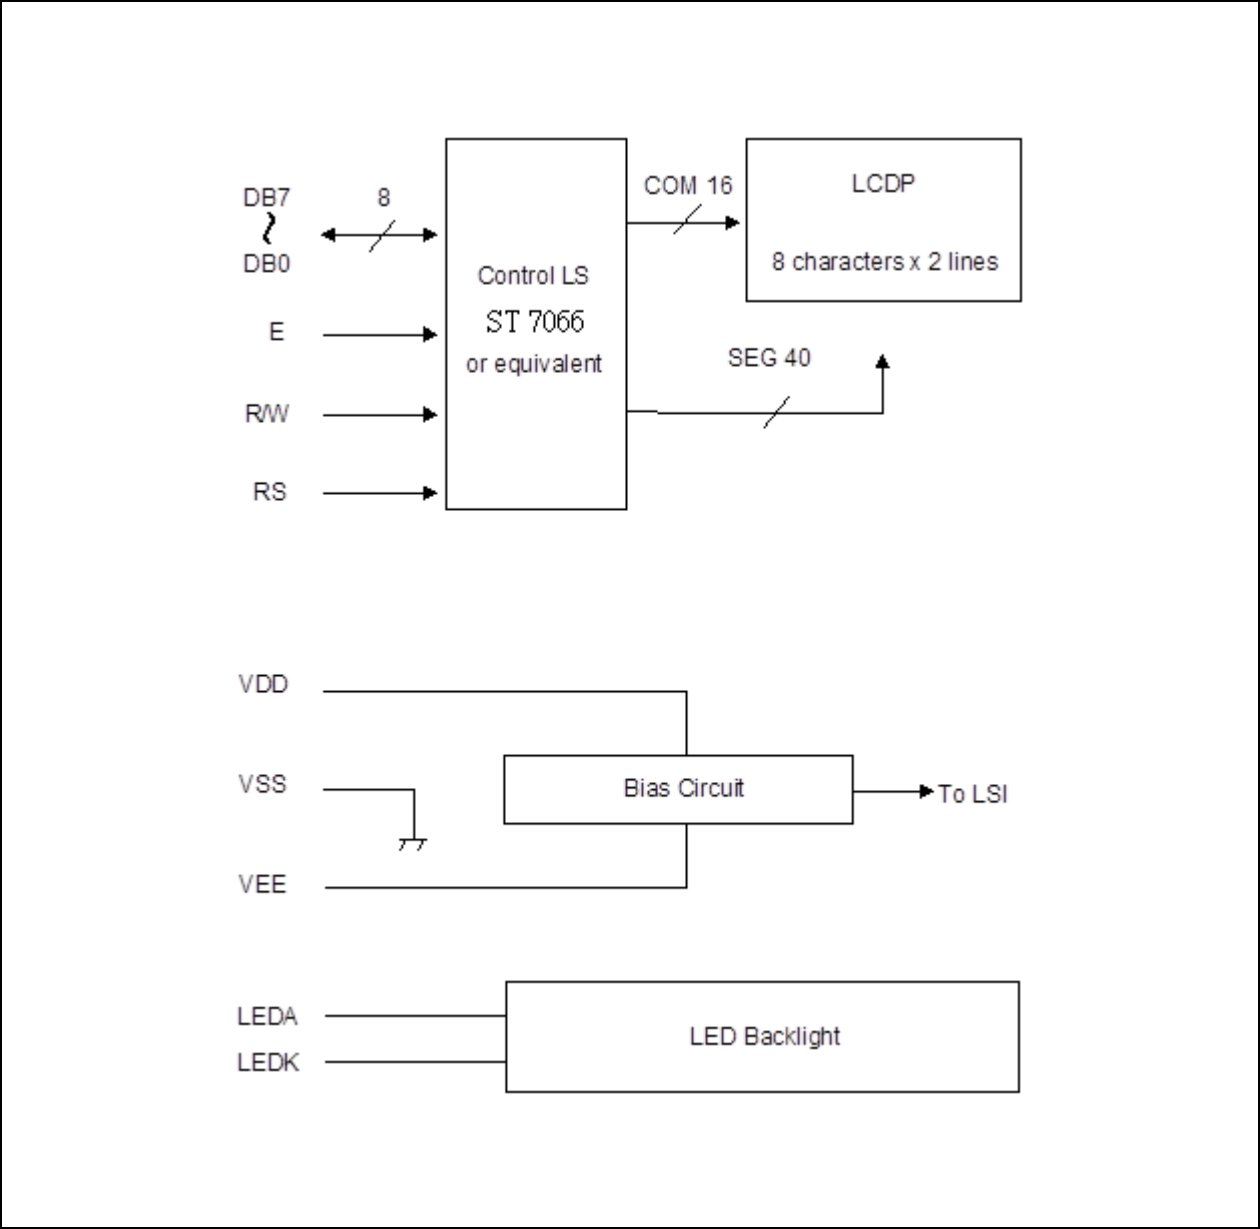 DB7
8
DB0
E
R/W
RS
Control LS
ST 7066
or equivalent
COM 16
LCDP
8 characters x 2 lines
SEG 40
VDD
VSS
VEE
Bias Circuit
To LSI
LEDA
LEDK
LED Backlight